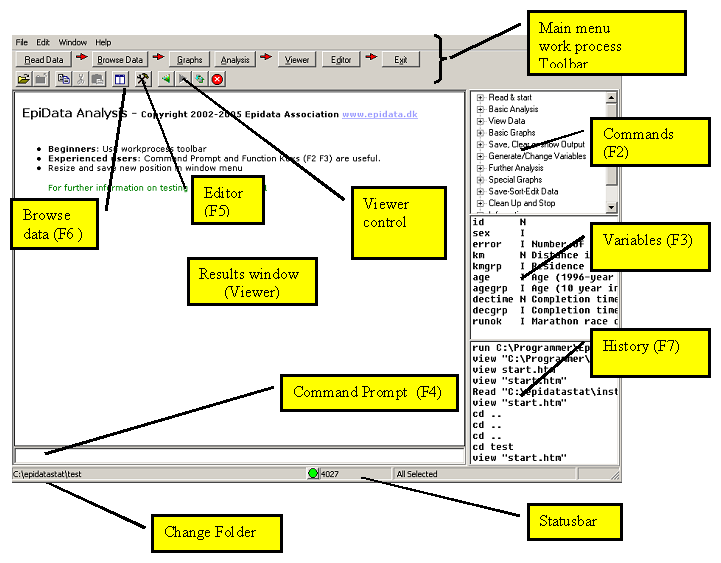 Main menu
work process
Toolbar
File Edit Window Help
Read Data Browse Data Graphs Analysis Viewer Editor Exit
EpiData Analysis - Copyright 2002-2005 Epidata Association www.epidata.dk
Beginners: Use workprocess toolbar
Experienced users: Command Prompt and Function Keys (F2 F3) are useful.
Resize and save new position in window menu
For further information on testing
Read & start
Basic Analysis
View Data
Basic Graphs
Save, Clear or show Output
Generate/Change Variables
Further Analysis
Special Graphs
Save-Sort-Edit Data
Clean Up and Stop
Commands
(F2)
Browse
data (F6 )
Editor
(F5)
Viewer
control
Results window
(Viewer)
id N
sex I
error I Number of
km N Distance i
kmgrp I Residence
age I Age (1996-year
agegrp I Age (10 year in
dectime N Completion time
decgrp I Completion time
runok I Marathon race c
Variables (F3)
run C:\Programmer\Ep
view "C:\Programmer\
view start.htm
view "start.htm"
Read "C:\epidatastat\inst
view "start.htm"
cd ..
cd ..
cd ..
cd test
view "start.htm"
History (F7)
Command Prompt (F4)
C:\epidatastat\test 4027 All Selected
Change Folder
Statusbar